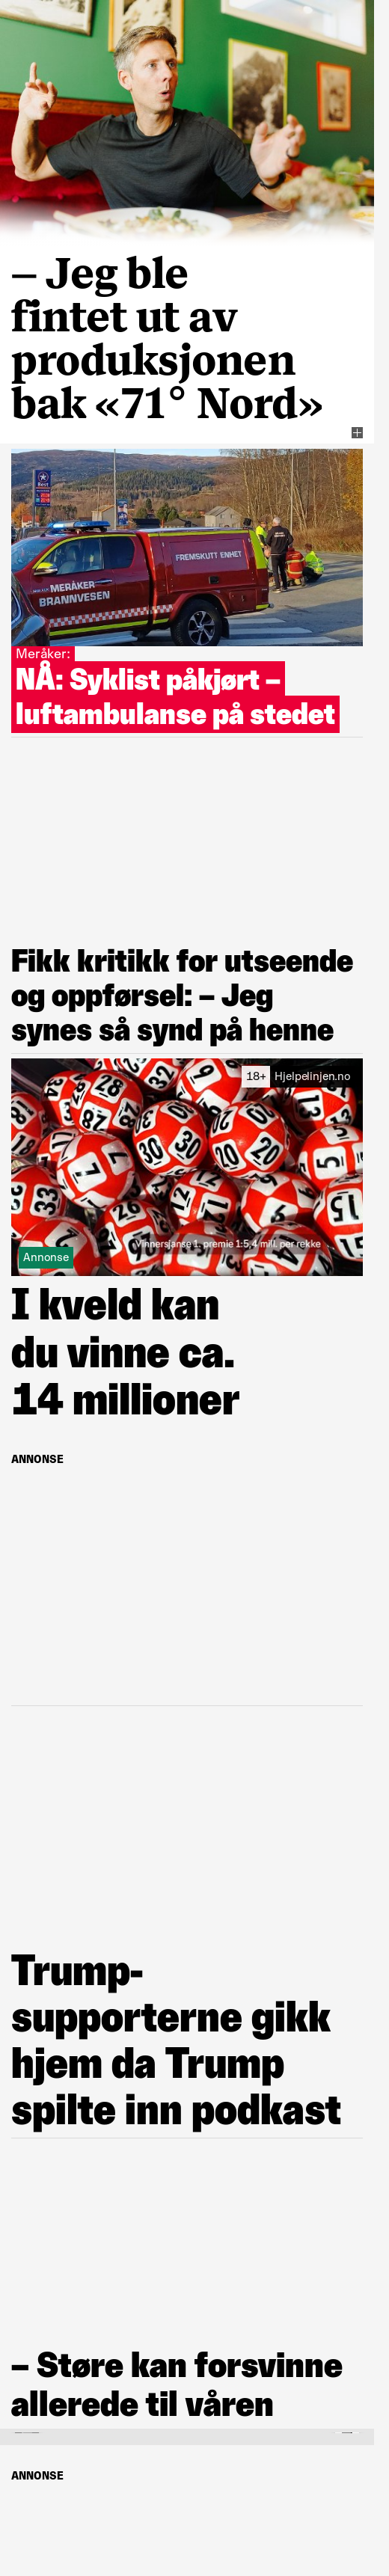 – Jeg ble
fintet ut av
produksjonen
bak «71° Nord»
FREMSKUTT ENHET
MERÅKER
BRANNVESEN
Meråker:
NÅ: Syklist påkjørt –
luftambulanse på stedet
Fikk kritikk for utseende
og oppførsel: – Jeg
synes så synd på henne
18+ Hjelpelinjen.no
Vinnersjanse 1. premie 1:5,4 mill. per rekke
Annonse
I kveld kan
du vinne ca.
14 millioner
ANNONSE
Trump-
supporterne gikk
hjem da Trump
spilte inn podkast
– Støre kan forsvinne
allerede til våren
ANNONSE